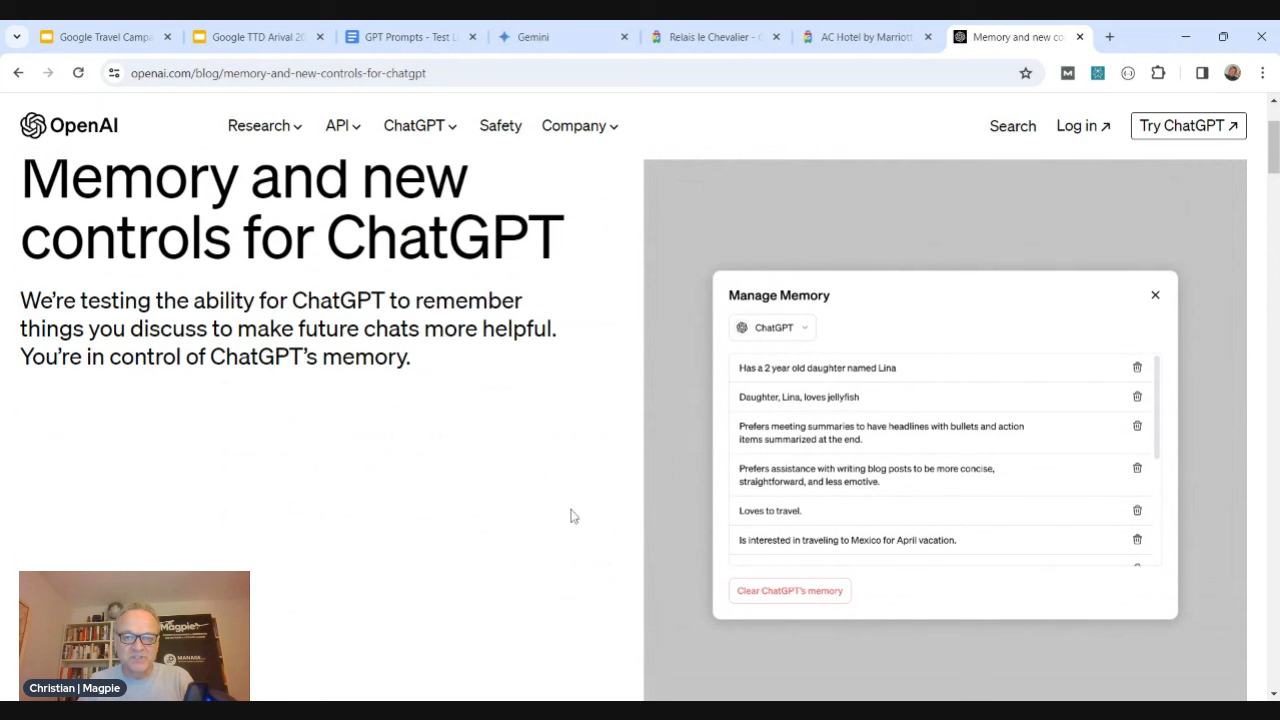 Google Travel Campa
Google TTD Arival 20
GPT Prompts - Test L
Gemini
Relais le Chevalier - G
AC Hotel by Marriott
Memory and new co
openai.com/blog/memory-and-new-controls-for-chatgpt
OpenAI
Research
API
ChatGPT
Safety
Company
Search
Log in ↗
Try ChatGPT ↗
Memory and new
controls for ChatGPT
We're testing the ability for ChatGPT to remember
things you discuss to make future chats more helpful.
You're in control of ChatGPT's memory.
Manage Memory
ChatGPT
Has a 2 year old daughter named Lina
Daughter, Lina, loves jellyfish
Prefers meeting summaries to have headlines with bullets and action
items summarized at the end.
Prefers assistance with writing blog posts to be more concise,
straightforward, and less emotive.
Loves to travel.
Is interested in traveling to Mexico for April vacation.
Clear ChatGPT's memory
Magpie
Christian | Magpie